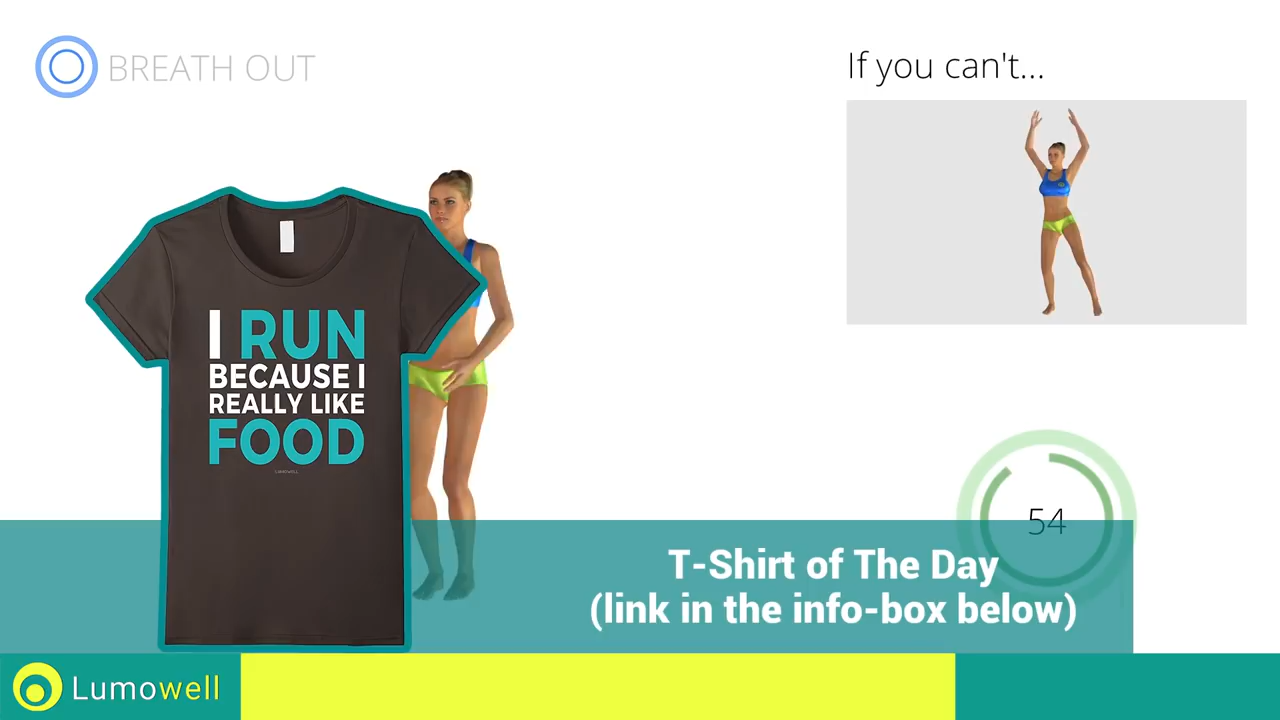 BREATH OUT
If you can't...
I RUN
BECAUSE I
REALLY LIKE
FOOD
LUMOWELL
54
T-Shirt of The Day
(link in the info-box below)
Lumowell